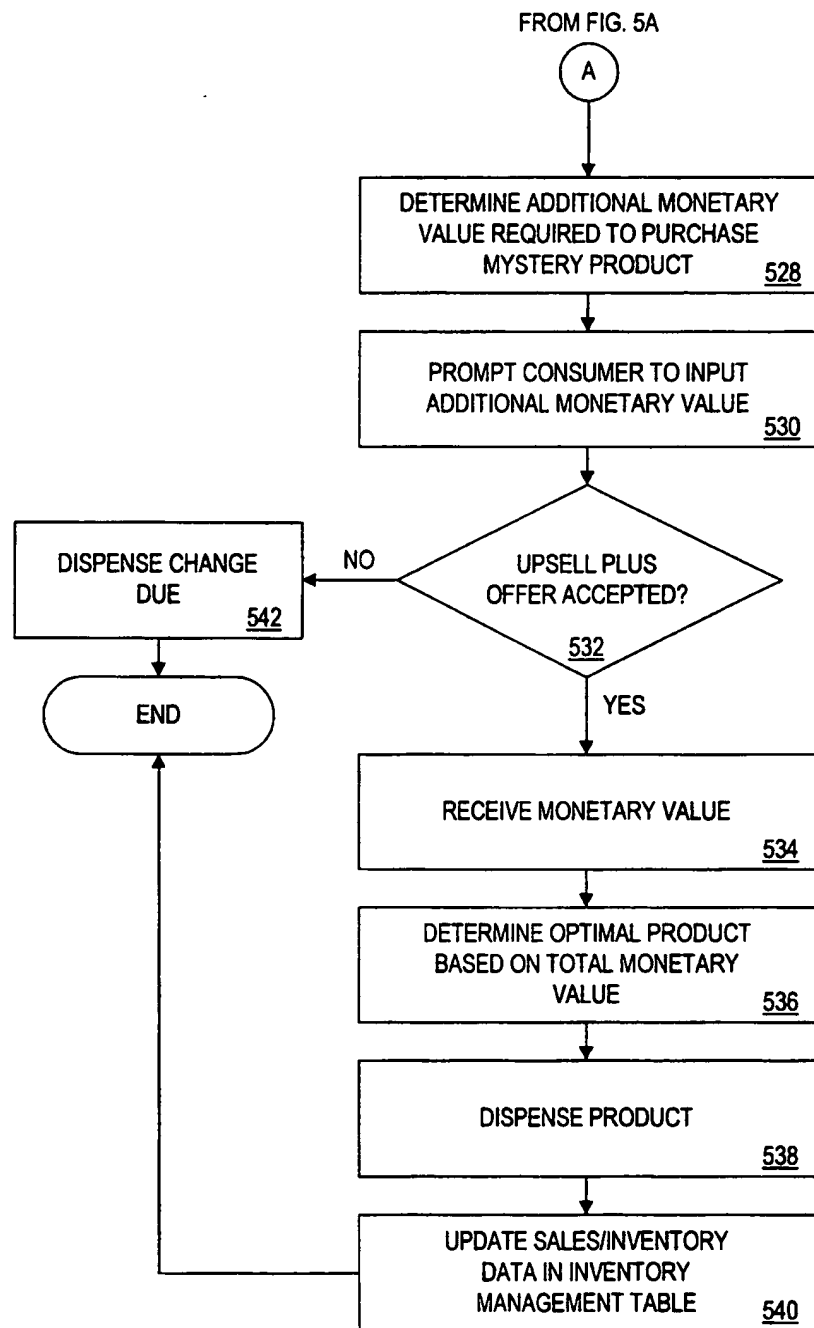 FROM FIG. 5A
A
DETERMINE ADDITIONAL MONETARY
VALUE REQUIRED TO PURCHASE
MYSTERY PRODUCT
528
PROMPT CONSUMER TO INPUT
ADDITIONAL MONETARY VALUE
530
UPSELL PLUS
OFFER ACCEPTED?
532
NO
DISPENSE CHANGE
DUE
542
END
YES
RECEIVE MONETARY VALUE
534
DETERMINE OPTIMAL PRODUCT
BASED ON TOTAL MONETARY
VALUE
536
DISPENSE PRODUCT
538
UPDATE SALES/INVENTORY
DATA IN INVENTORY
MANAGEMENT TABLE
540